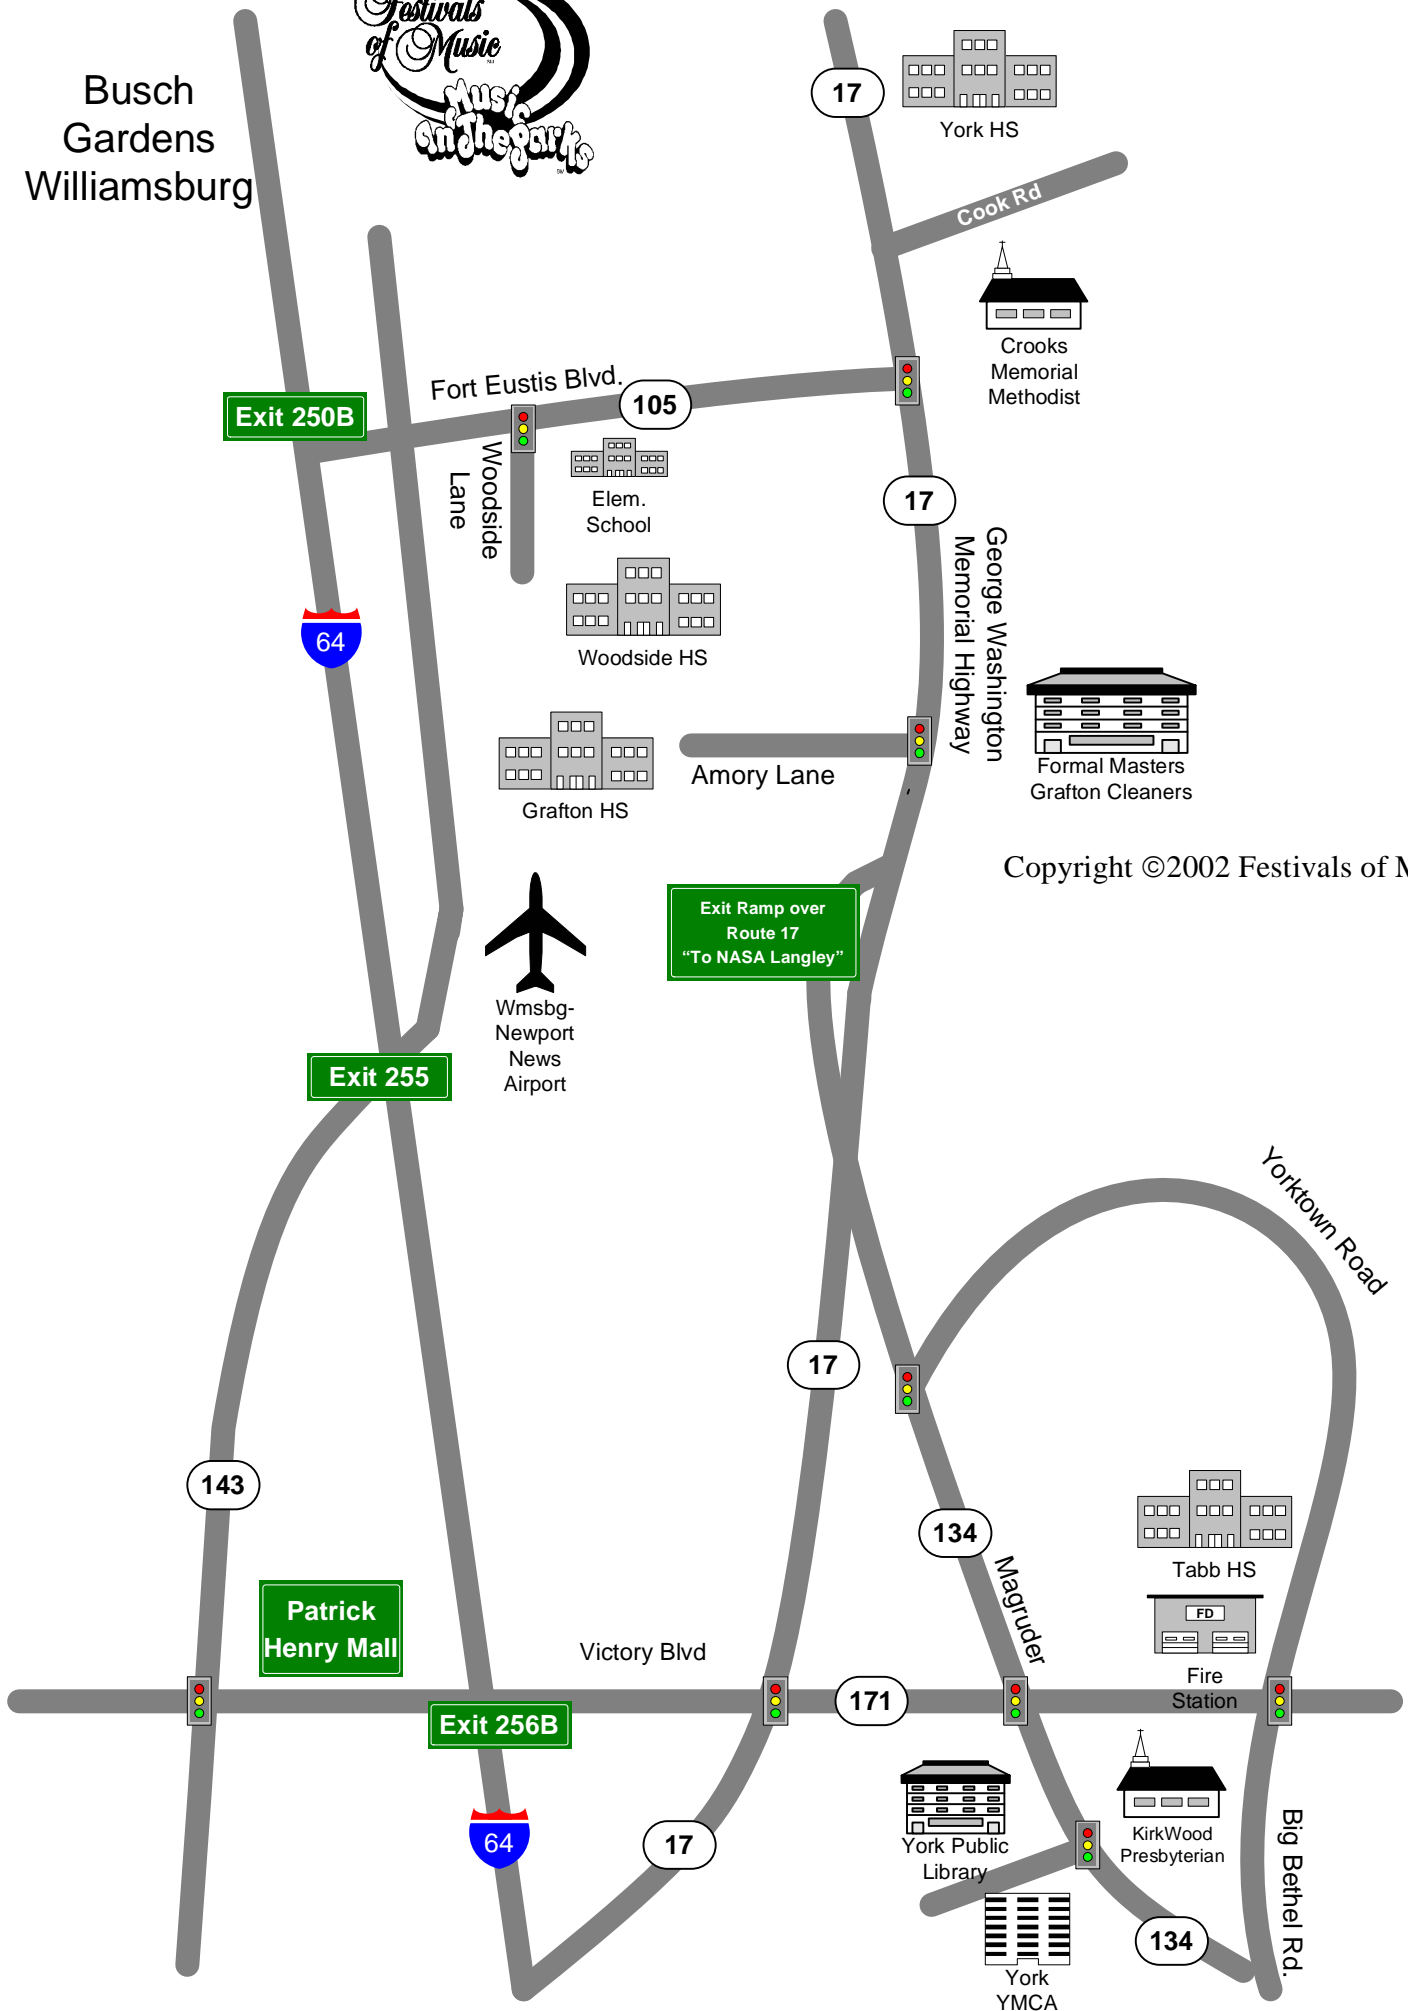 Festivals
of Music
Music
InTheParks
SM
Busch
Gardens
Williamsburg
17
York HS
Cook Rd
Crooks
Memorial
Methodist
Fort Eustis Blvd.
105
Exit 250B
Woodside
Lane
Elem.
School
17
64
Woodside HS
George Washington
Memorial Highway
Grafton HS
Amory Lane
Formal Masters
Grafton Cleaners
Copyright ©2002 Festivals of M
Exit Ramp over
Route 17
“To NASA Langley”
Wmsbg-
Newport
News
Airport
Exit 255
Yorktown Road
17
143
134
Magruder
Tabb HS
Patrick
Henry Mall
FD
Victory Blvd
Fire
Station
171
Exit 256B
64
17
York Public
Library
KirkWood
Presbyterian
Big Bethel Rd.
134
York
YMCA